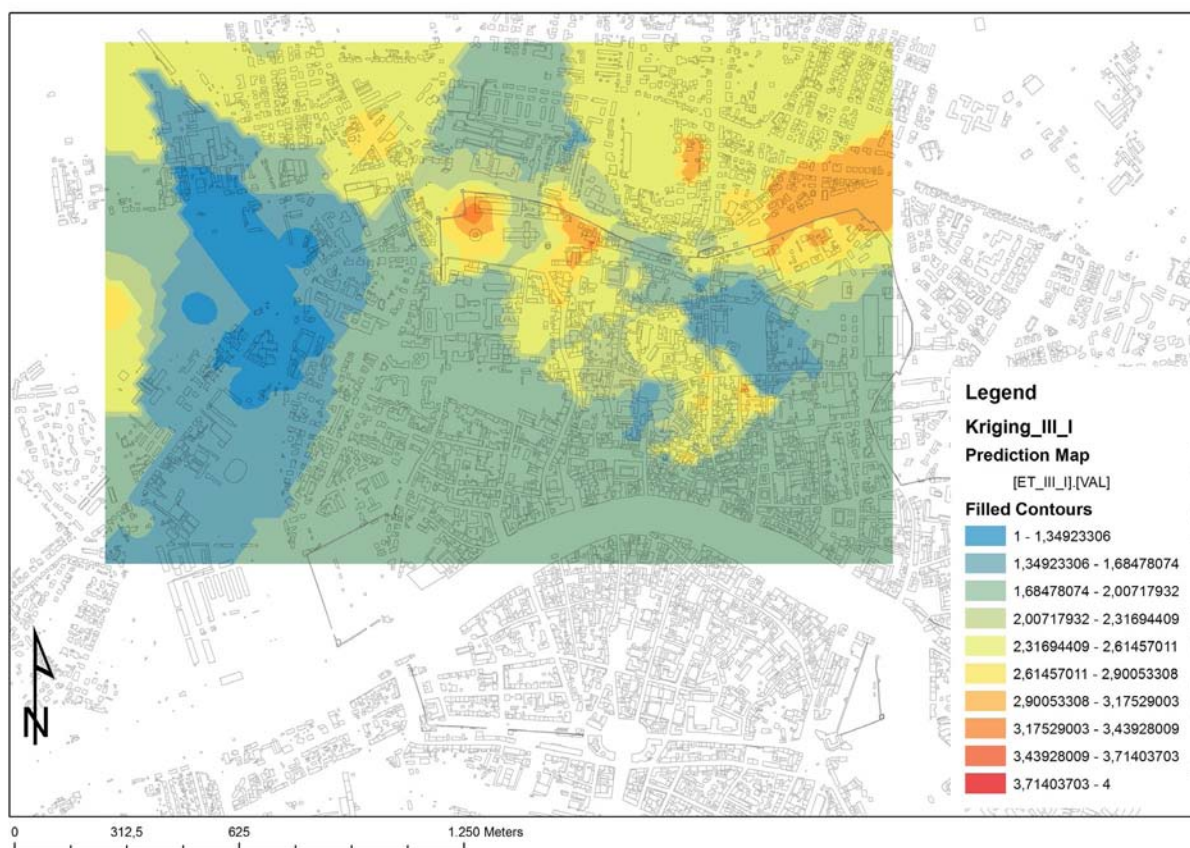 Legend
Kriging_III_I
Prediction Map
[ET_III_I].[VAL]
Filled Contours
1 - 1,34923306
1,34923306 - 1,68478074
1,68478074 - 2,00717932
2,00717932 - 2,31694409
2,31694409 - 2,61457011
2,61457011 - 2,90053308
2,90053308 - 3,17529003
3,17529003 - 3,43928009
3,43928009 - 3,71403703
3,71403703 - 4
N
0 312,5 625 1.250 Meters